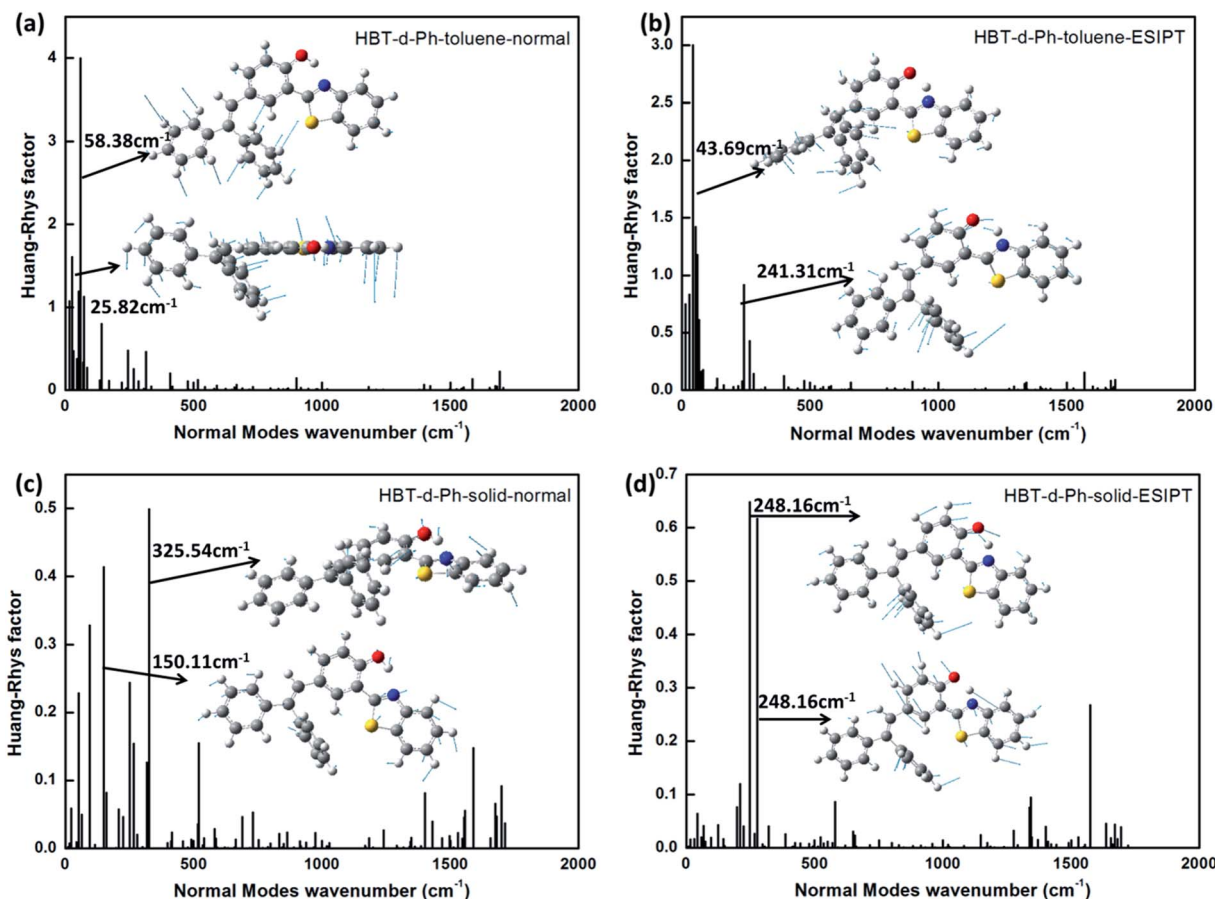 (a)
HBT-d-Ph-toluene-normal
Huang-Rhys factor
4
3
2
1
0
58.38cm⁻¹
25.82cm⁻¹
0 500 1000 1500 2000
Normal Modes wavenumber (cm⁻¹)
(b)
HBT-d-Ph-toluene-ESIPT
Huang-Rhys factor
3.0
2.5
2.0
1.5
1.0
0.5
0.0
43.69cm⁻¹
241.31cm⁻¹
0 500 1000 1500 2000
Normal Modes wavenumber (cm⁻¹)
(c)
HBT-d-Ph-solid-normal
Huang-Rhys factor
0.5
0.4
0.3
0.2
0.1
0.0
325.54cm⁻¹
150.11cm⁻¹
0 500 1000 1500 2000
Normal Modes wavenumber (cm⁻¹)
(d)
HBT-d-Ph-solid-ESIPT
Huang-Rhys factor
0.7
0.6
0.5
0.4
0.3
0.2
0.1
0.0
248.16cm⁻¹
248.16cm⁻¹
0 500 1000 1500 2000
Normal Modes wavenumber (cm⁻¹)